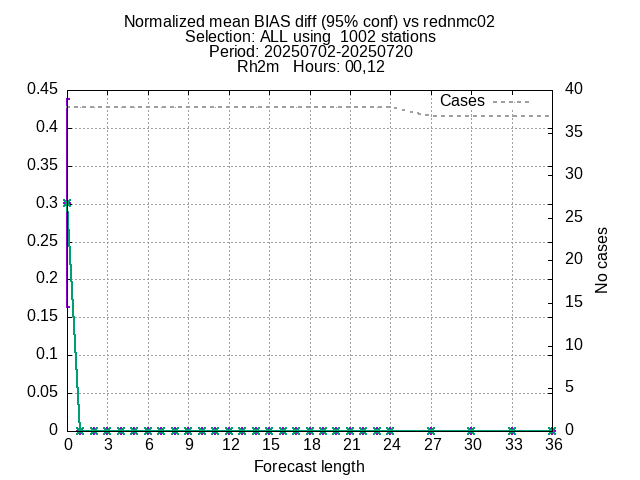 Normalized mean BIAS diff (95% conf) vs rednmc02
Selection: ALL using  1002 stations
Period: 20250702-20250720
Rh2m   Hours: 00,12
0.45
0.4
0.35
0.3
0.25
0.2
0.15
0.1
0.05
0
Cases
40
35
30
25
20
15
10
5
0
No cases
0 3 6 9 12 15 18 21 24 27 30 33 36
Forecast length